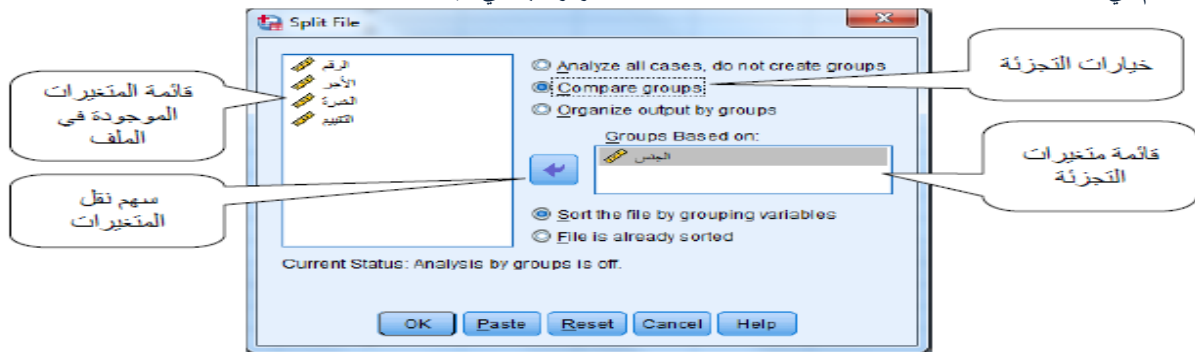 Split File
الرقم
الأجر
الخبرة
التقييم
Analyze all cases, do not create groups
Compare groups
Organize output by groups
Groups Based on:
الجنس
Sort the file by grouping variables
File is already sorted
Current Status: Analysis by groups is off.
OK Paste Reset Cancel Help
خيارات التجزئة
قائمة متغيرات
التجزئة
قائمة المتغيرات
الموجودة في
الملف
سهم نقل
المتغيرات